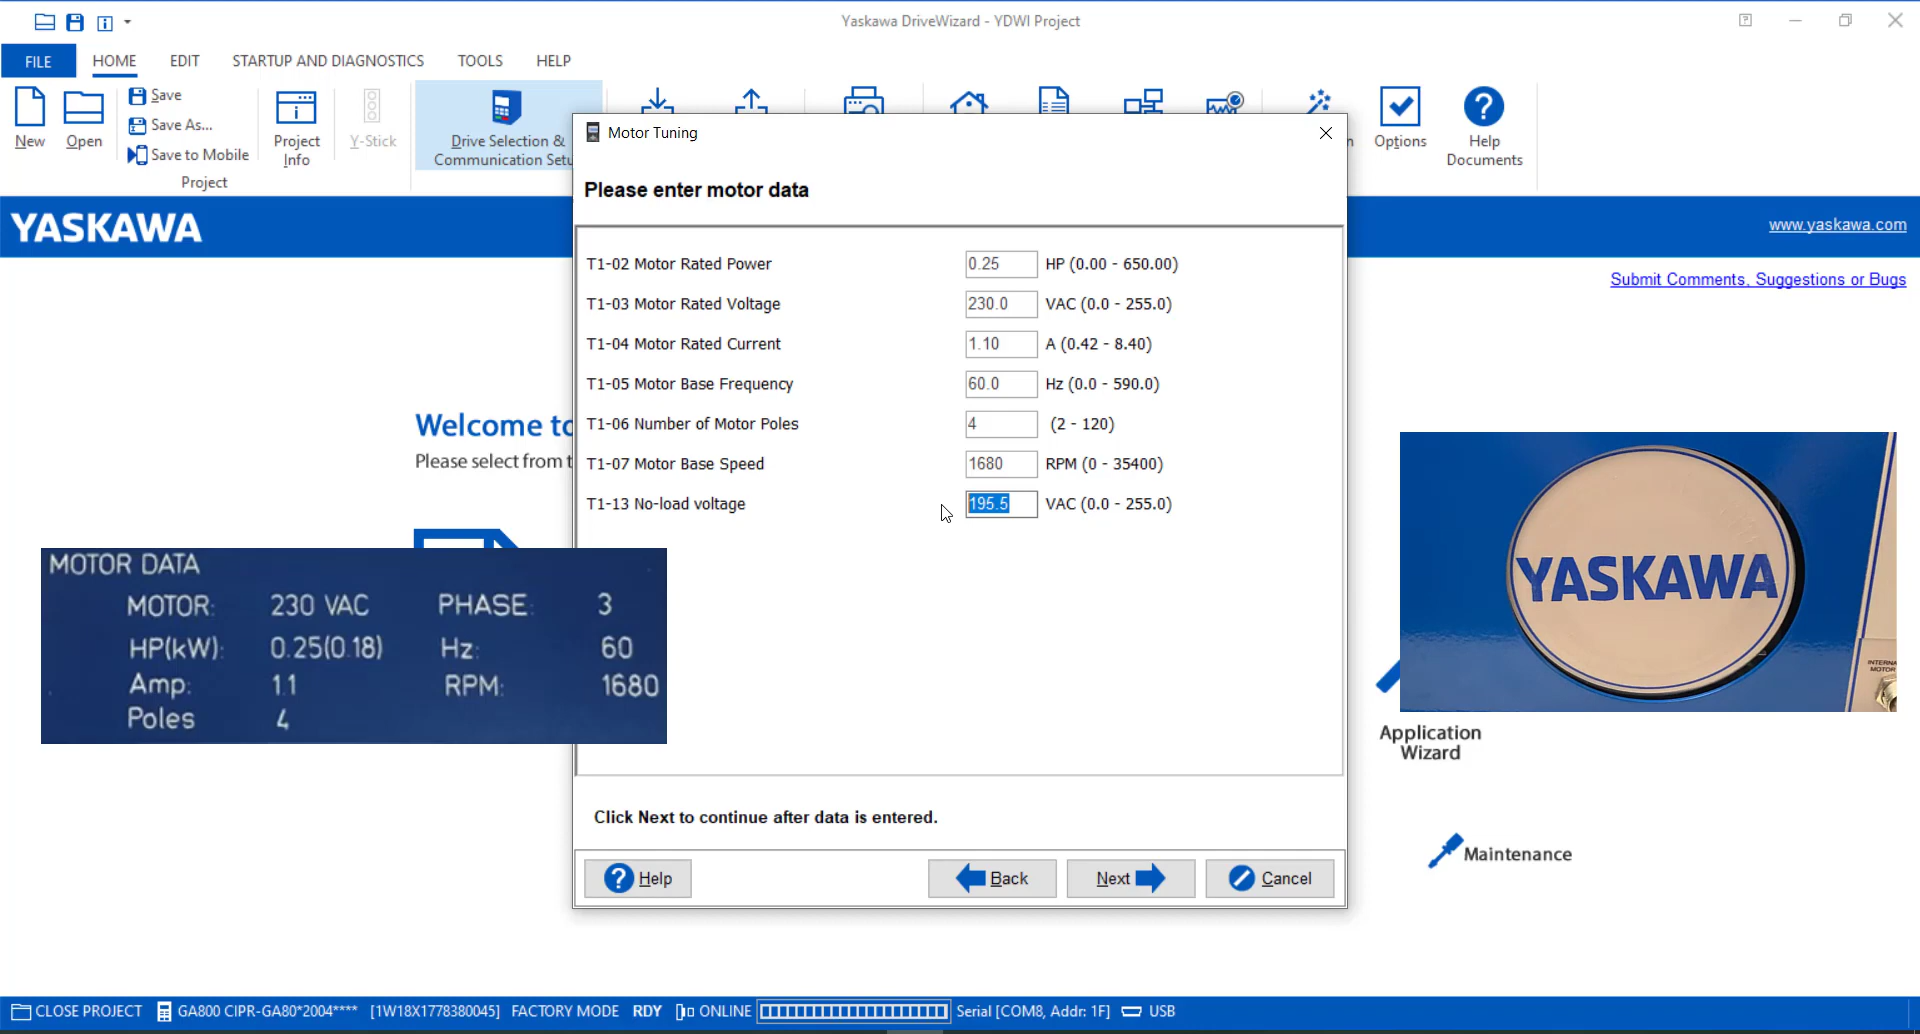 Yaskawa DriveWizard - YDWI Project
FILE HOME EDIT STARTUP AND DIAGNOSTICS TOOLS HELP
New
Open
Save
Save As...
Save to Mobile
Project
Project
Info
Y-Stick
Drive Selection &
Communication Setu
n
Options
Help
Documents
YASKAWA
www.yaskawa.com
Submit Comments, Suggestions or Bugs
Welcome to
Please select from t
Motor Tuning
Please enter motor data
T1-02 Motor Rated Power 0.25 HP (0.00 - 650.00)
T1-03 Motor Rated Voltage 230.0 VAC (0.0 - 255.0)
T1-04 Motor Rated Current 1.10 A (0.42 - 8.40)
T1-05 Motor Base Frequency 60.0 Hz (0.0 - 590.0)
T1-06 Number of Motor Poles 4 (2 - 120)
T1-07 Motor Base Speed 1680 RPM (0 - 35400)
T1-13 No-load voltage 195.5 VAC (0.0 - 255.0)
MOTOR DATA
MOTOR: 230 VAC PHASE: 3
HP(kW): 0.25(0.18) Hz: 60
Amp: 1.1 RPM: 1680
Poles 4
YASKAWA
INTERNA
MOTOR
Application
Wizard
Maintenance
Click Next to continue after data is entered.
Help Back Next Cancel
CLOSE PROJECT GA800 CIPR-GA80*2004**** [1W18X1778380045] FACTORY MODE RDY ONLINE Serial [COM8, Addr: 1F] USB